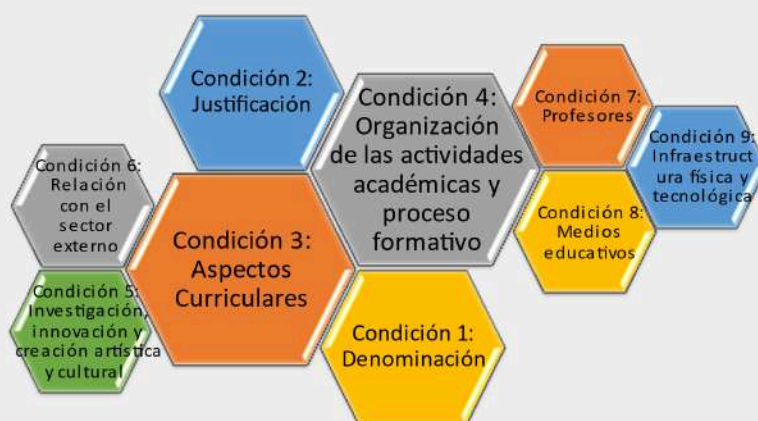 Condición 2:
Justificación
Condición 4:
Organización
de las actividades
académicas y
proceso
formativo
Condición 7:
Profesores
Condición 9:
Infraestruct
ura física y
tecnológica
Condición 6:
Relación
con el
sector
externo
Condición 3:
Aspectos
Curriculares
Condición 8:
Medios
educativos
Condición 5:
Investigación,
innovación y
creación artística
y cultural
Condición 1:
Denominación